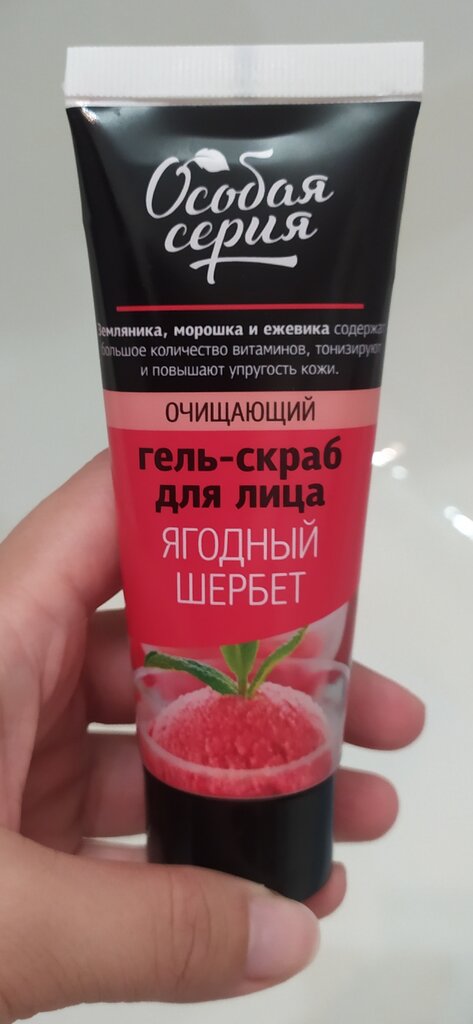 Особая
серия
Земляника, морошка и ежевика содержат
большое количество витаминов, тонизируют
и повышают упругость кожи.
ОЧИЩАЮЩИЙ
гель-скраб
для лица
ЯГОДНЫЙ
ШЕРБЕТ